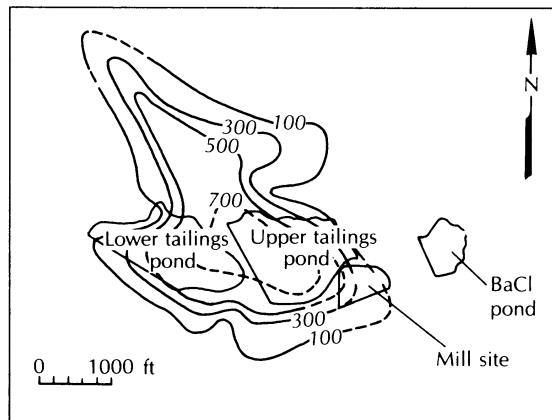 N
100
300
500
700
Lower tailings
pond
Upper tailings
pond
BaCl
pond
300
100
Mill site
0 1000 ft